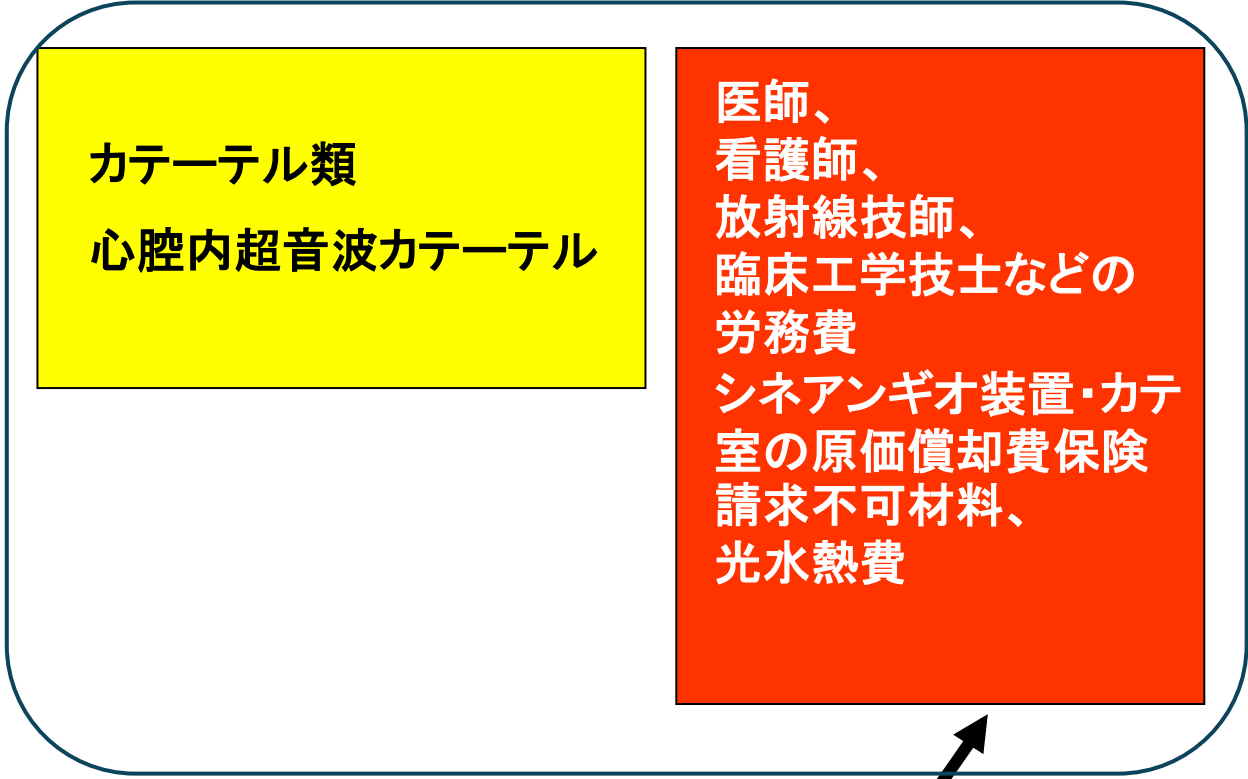 カテーテル類
心腔内超音波カテーテル
医師、
看護師、
放射線技師、
臨床工学技士などの
労務費
シネアンギオ装置・カテ
室の原価償却費保険
請求不可材料、
光水熱費